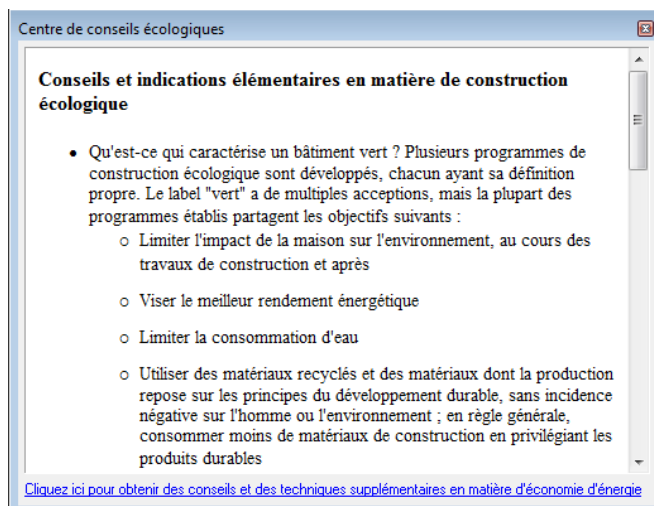 Centre de conseils écologiques
Conseils et indications élémentaires en matière de construction
écologique
• Qu'est-ce qui caractérise un bâtiment vert ? Plusieurs programmes de
construction écologique sont développés, chacun ayant sa définition
propre. Le label "vert" a de multiples acceptions, mais la plupart des
programmes établis partagent les objectifs suivants :
o Limiter l'impact de la maison sur l'environnement, au cours des
travaux de construction et après
o Viser le meilleur rendement énergétique
o Limiter la consommation d'eau
o Utiliser des matériaux recyclés et des matériaux dont la production
repose sur les principes du développement durable, sans incidence
négative sur l'homme ou l'environnement ; en règle générale,
consommer moins de matériaux de construction en privilégiant les
produits durables
Cliquez ici pour obtenir des conseils et des techniques supplémentaires en matière d'économie d'énergie